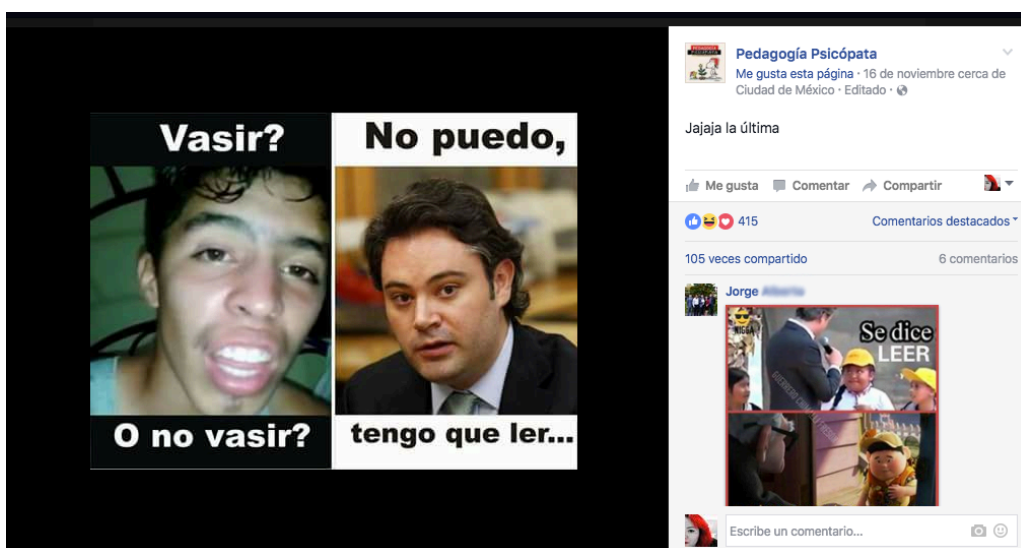 Vasir?
O no vasir?
No puedo,
tengo que ler...
Pedagogía Psicópata
Me gusta esta página · 16 de noviembre cerca de
Ciudad de México · Editado ·
Jajaja la última
Me gusta Comentar Compartir
415 Comentarios destacados
105 veces compartido 6 comentarios
Jorge
Se dice
LEER
Escribe un comentario...